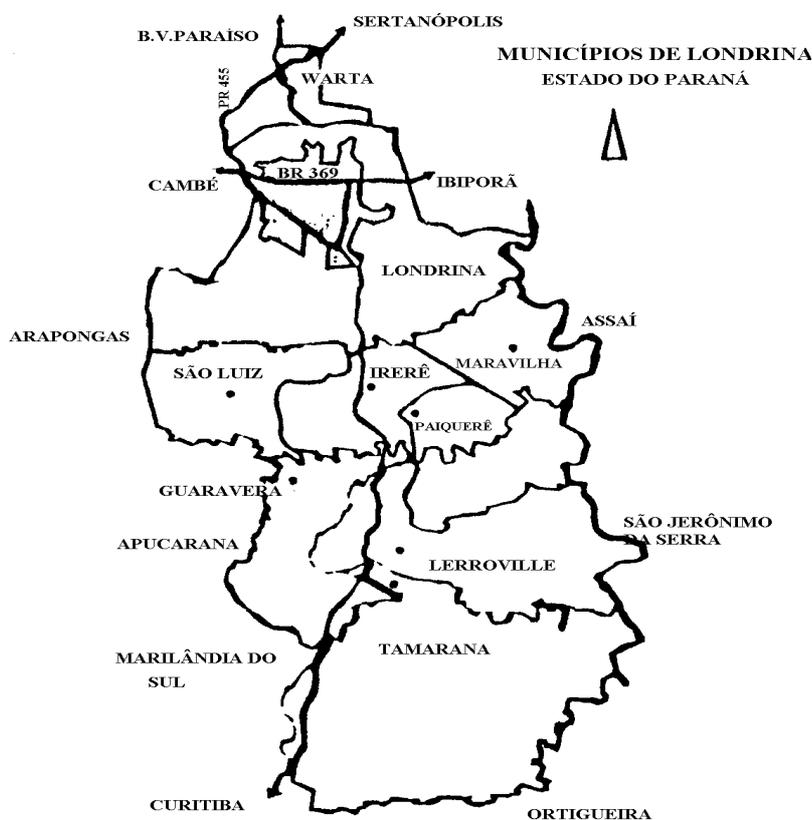 SERTANÓPOLIS
B.V.PARAÍSO
MUNICÍPIOS DE LONDRINA
ESTADO DO PARANÁ
WARTA
PR 455
BR 369
CAMBÉ
IBIPORÃ
LONDRINA
ASSAÍ
ARAPONGAS
MARAVILHA
SÃO LUIZ
IRERÊ
PAIQUERÊ
GUARAVERA
SÃO JERÔNIMO
DA SERRA
APUCARANA
LERROVILLE
TAMARANA
MARILÂNDIA DO
SUL
CURITIBA
ORTIGUEIRA